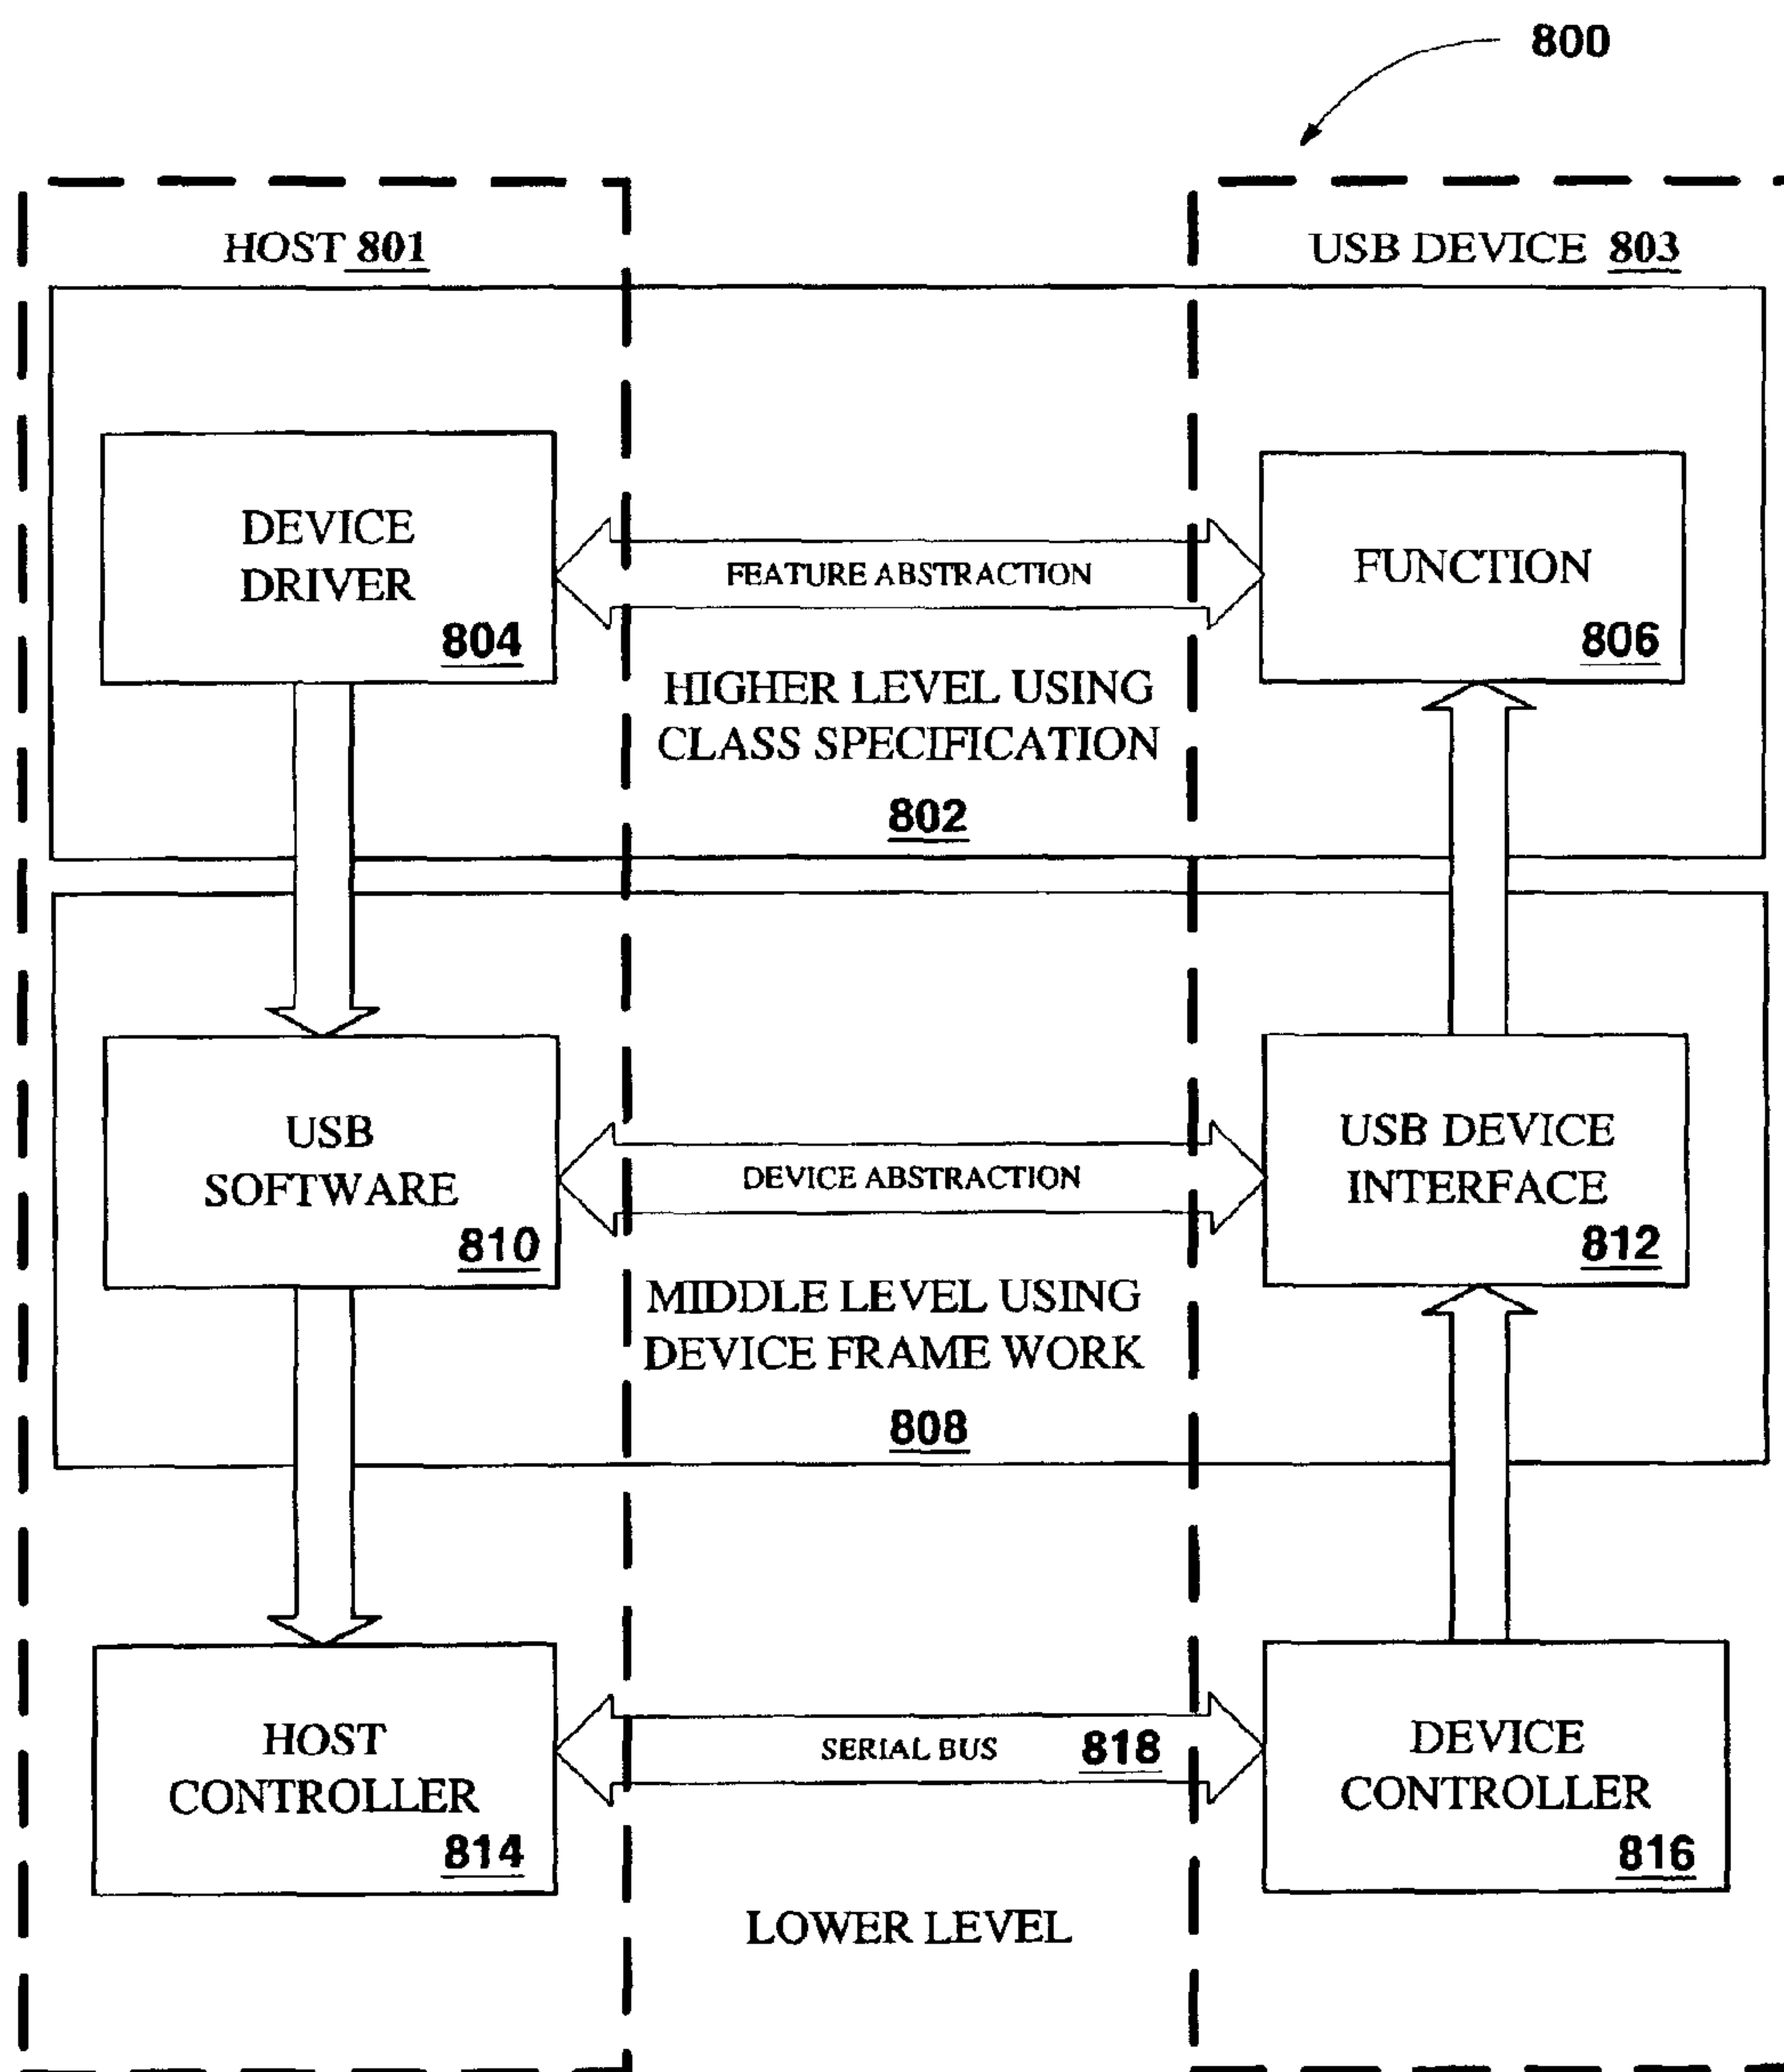 800
HOST 801
USB DEVICE 803
DEVICE
DRIVER
804
FEATURE ABSTRACTION
FUNCTION
806
HIGHER LEVEL USING
CLASS SPECIFICATION
802
USB
SOFTWARE
810
DEVICE ABSTRACTION
USB DEVICE
INTERFACE
812
MIDDLE LEVEL USING
DEVICE FRAME WORK
808
HOST
CONTROLLER
814
SERIAL BUS 818
DEVICE
CONTROLLER
816
LOWER LEVEL